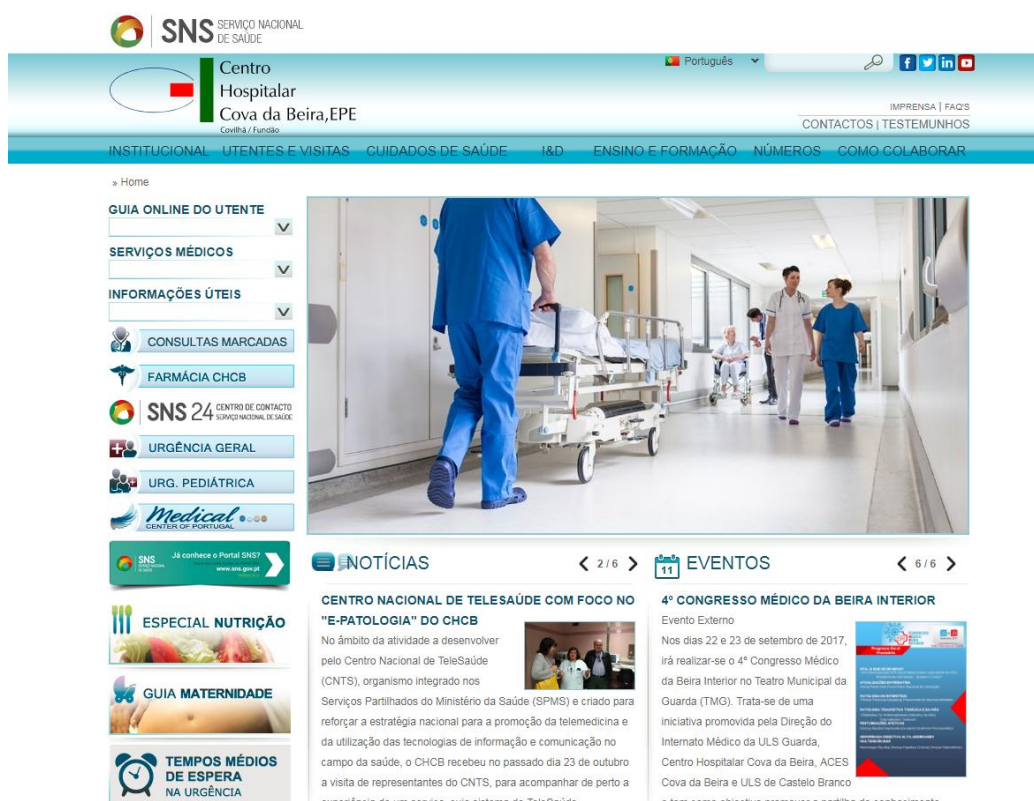 SNS SERVIÇO NACIONAL
DE SAÚDE
Português
Centro
Hospitalar
Cova da Beira,EPE
Covilhã / Fundão
IMPRENSA | FAQ'S
CONTACTOS | TESTEMUNHOS
INSTITUCIONAL UTENTES E VISITAS CUIDADOS DE SAÚDE I&D ENSINO E FORMAÇÃO NÚMEROS COMO COLABORAR
» Home
GUIA ONLINE DO UTENTE
SERVIÇOS MÉDICOS
INFORMAÇÕES ÚTEIS
CONSULTAS MARCADAS
FARMÁCIA CHCB
SNS 24 CENTRO DE CONTACTO
SERVIÇO NACIONAL DE SAÚDE
URGÊNCIA GERAL
URG. PEDIÁTRICA
Medical
CENTER OF PORTUGAL
SNS
Já conhece o Portal SNS?
www.sns.gov.pt
ESPECIAL NUTRIÇÃO
GUIA MATERNIDADE
TEMPOS MÉDIOS
DE ESPERA
NA URGÊNCIA
NOTÍCIAS
2 / 6
CENTRO NACIONAL DE TELESAÚDE COM FOCO NO
"E-PATOLOGIA" DO CHCB
No âmbito da atividade a desenvolver
pelo Centro Nacional de TeleSaúde
(CNTS), organismo integrado nos
Serviços Partilhados do Ministério da Saúde (SPMS) e criado para
reforçar a estratégia nacional para a promoção da telemedicina e
da utilização das tecnologias de informação e comunicação no
campo da saúde, o CHCB recebeu no passado dia 23 de outubro
a visita de representantes do CNTS, para acompanhar de perto a
11 EVENTOS
6 / 6
4º CONGRESSO MÉDICO DA BEIRA INTERIOR
Evento Externo
Nos dias 22 e 23 de setembro de 2017,
irá realizar-se o 4º Congresso Médico
da Beira Interior no Teatro Municipal da
Guarda (TMG). Trata-se de uma
iniciativa promovida pela Direção do
Internato Médico da ULS Guarda,
Centro Hospitalar Cova da Beira, ACES
Cova da Beira e ULS de Castelo Branco